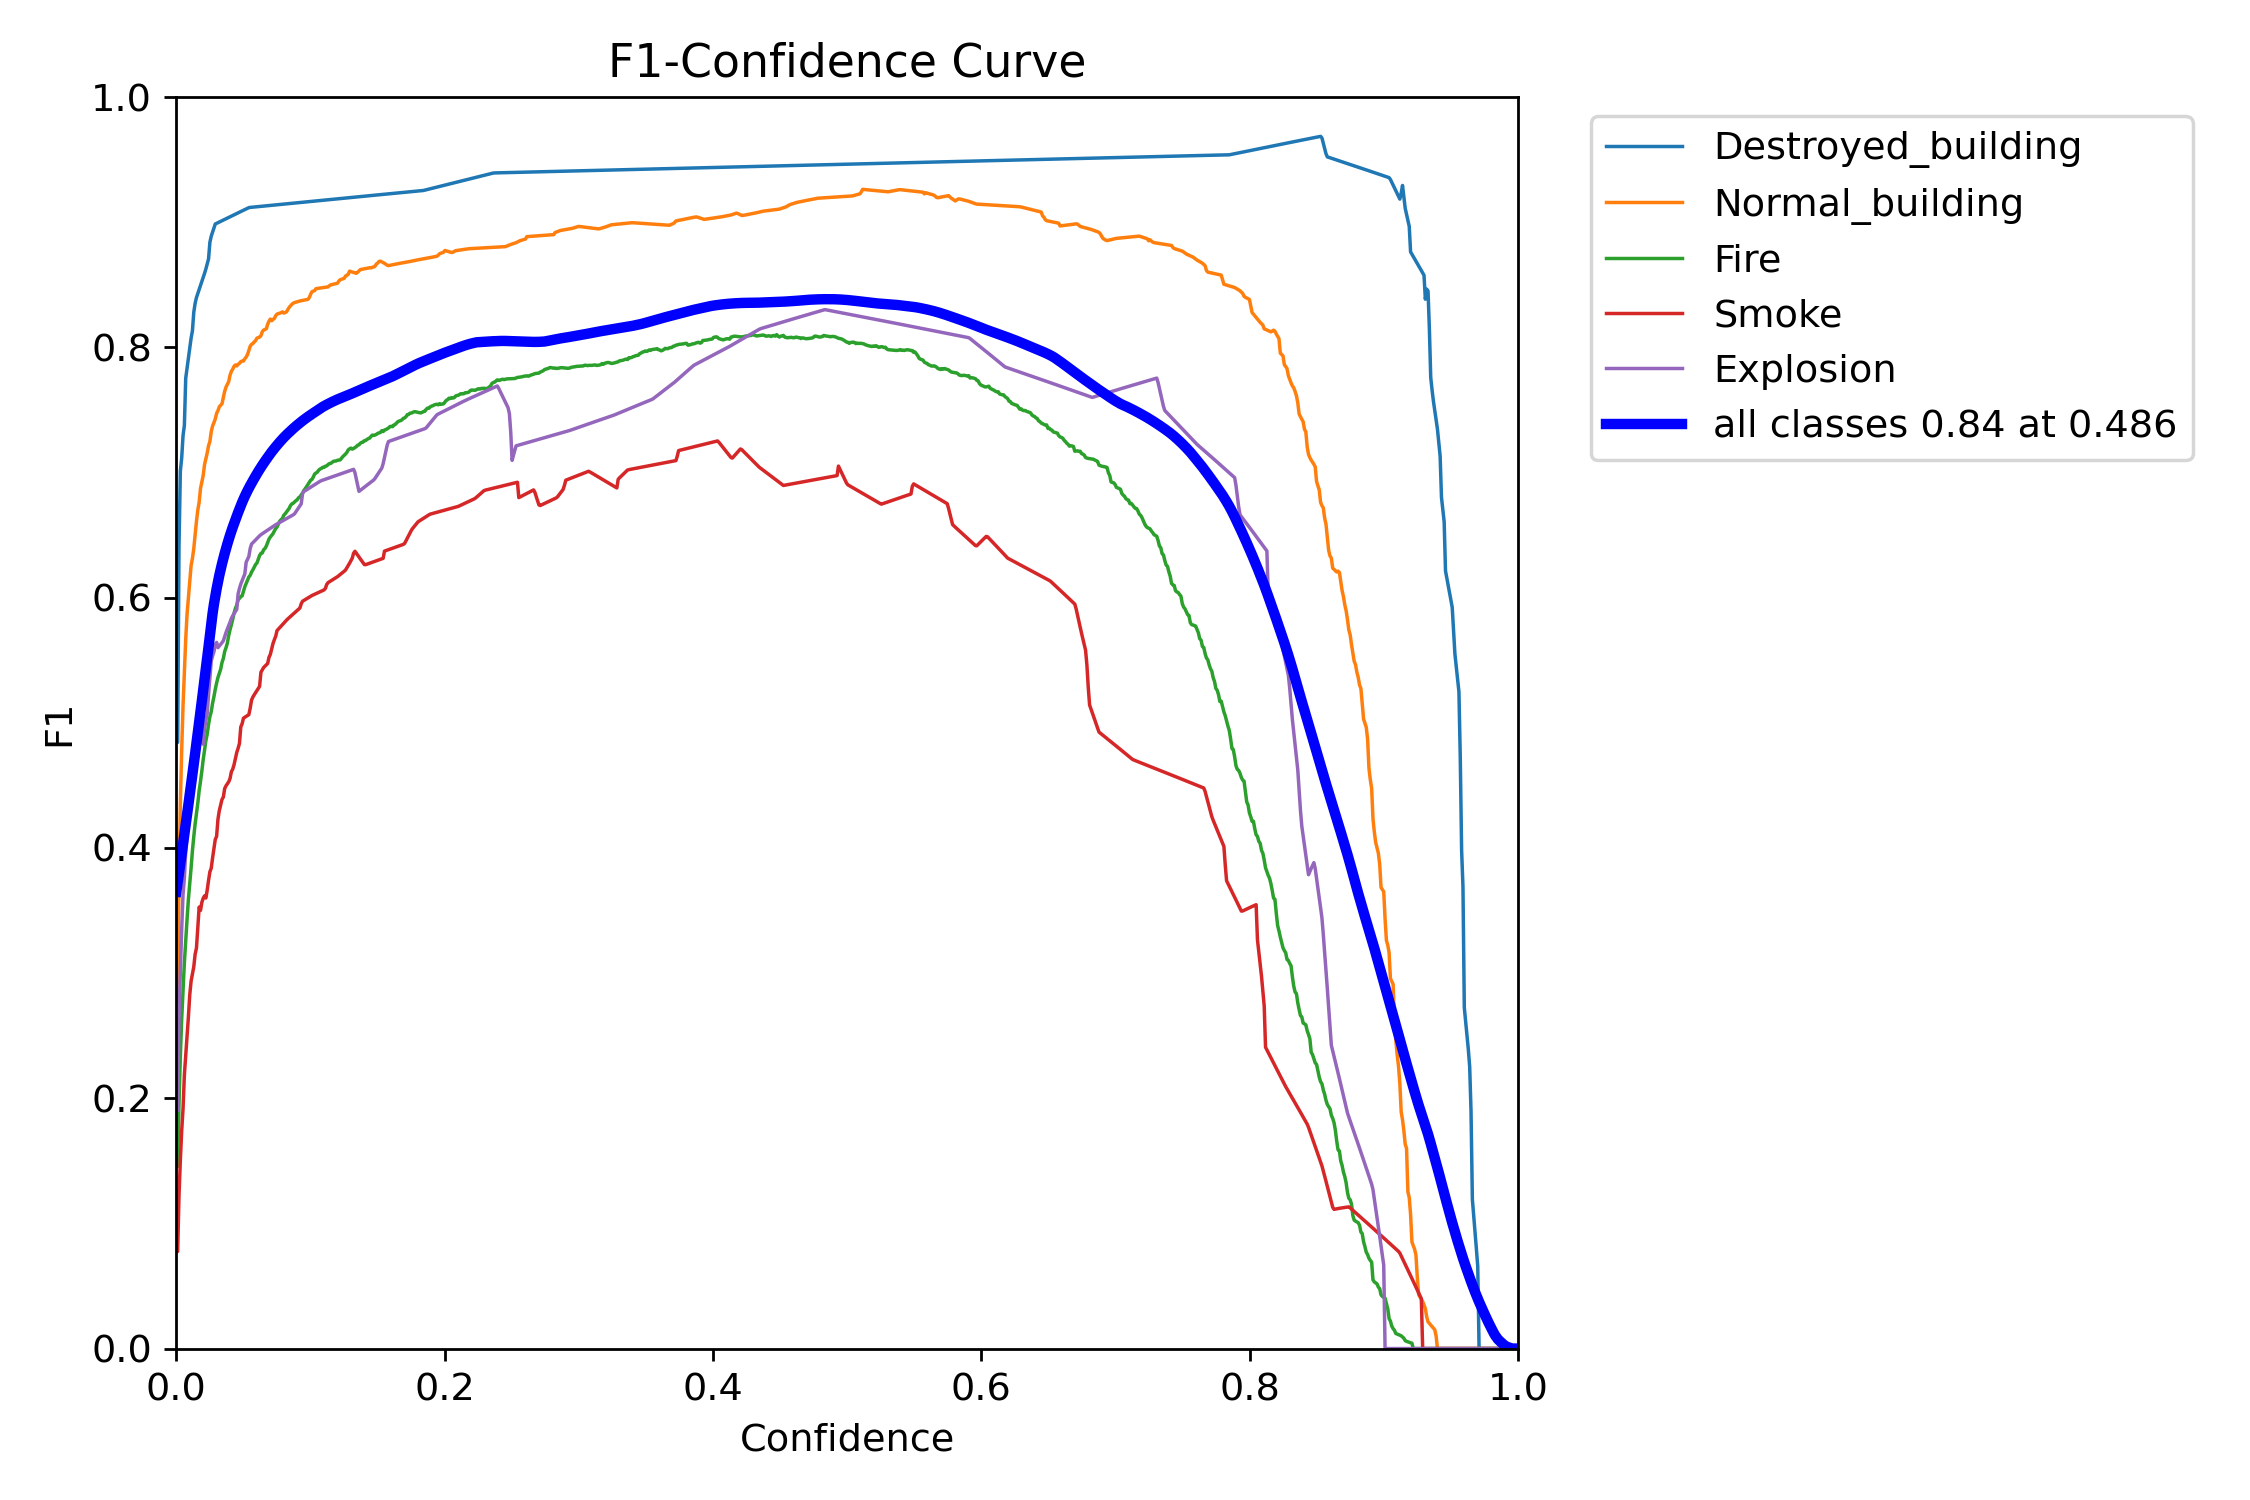 F1-Confidence Curve
1.0
0.8
0.6
0.4
0.2
0.0
F1
0.0 0.2 0.4 0.6 0.8 1.0
Confidence
Destroyed_building
Normal_building
Fire
Smoke
Explosion
all classes 0.84 at 0.486